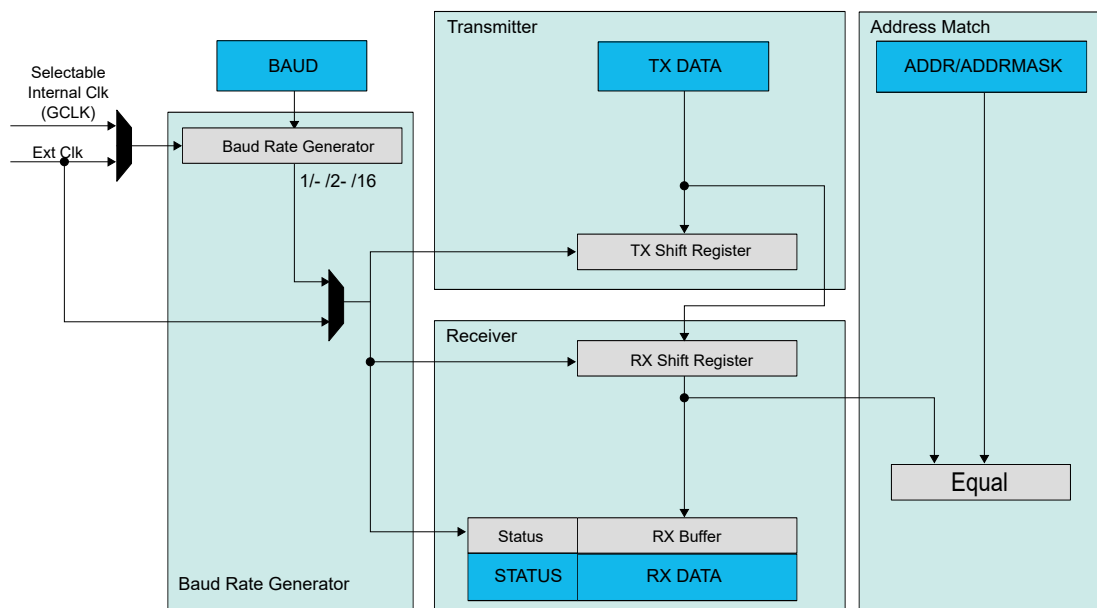 Transmitter
Address Match
BAUD
TX DATA
ADDR/ADDRMASK
Selectable
Internal Clk
(GCLK)
Baud Rate Generator
Ext Clk
1/- /2- /16
TX Shift Register
Receiver
RX Shift Register
Equal
Status
RX Buffer
STATUS
RX DATA
Baud Rate Generator